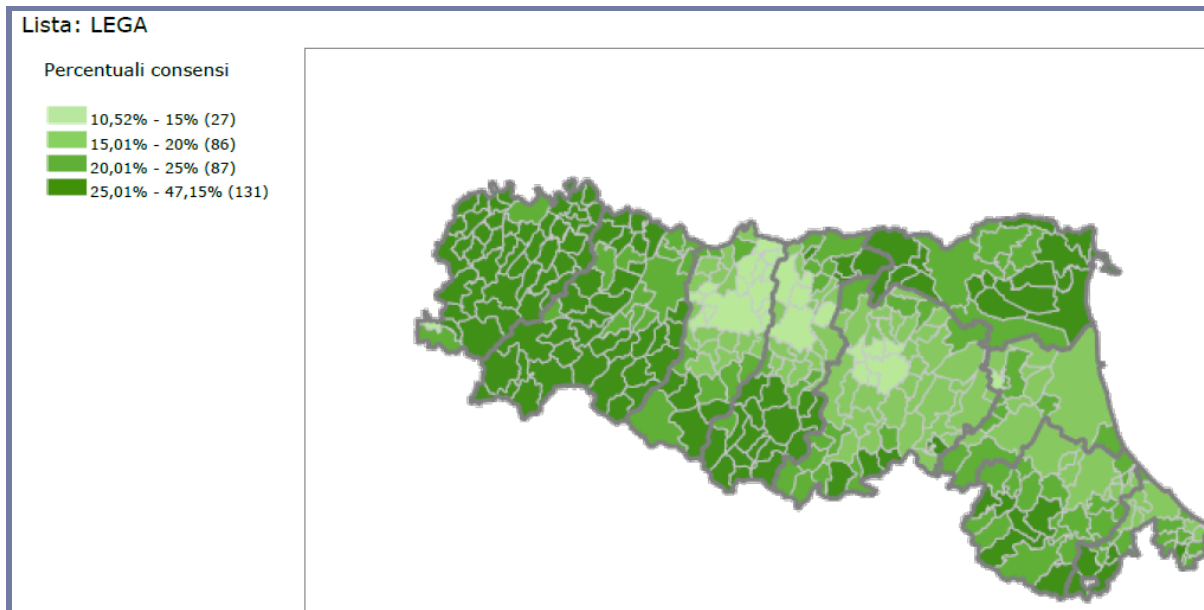 Lista: LEGA
Percentuali consensi
10,52% - 15% (27)
15,01% - 20% (86)
20,01% - 25% (87)
25,01% - 47,15% (131)